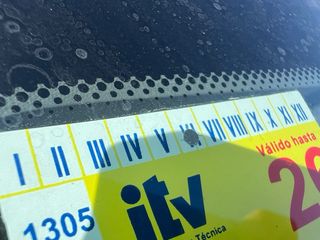 I II III IV V VI VII VIII IX X XI XII
Válido hasta
1305
itv
Técnica